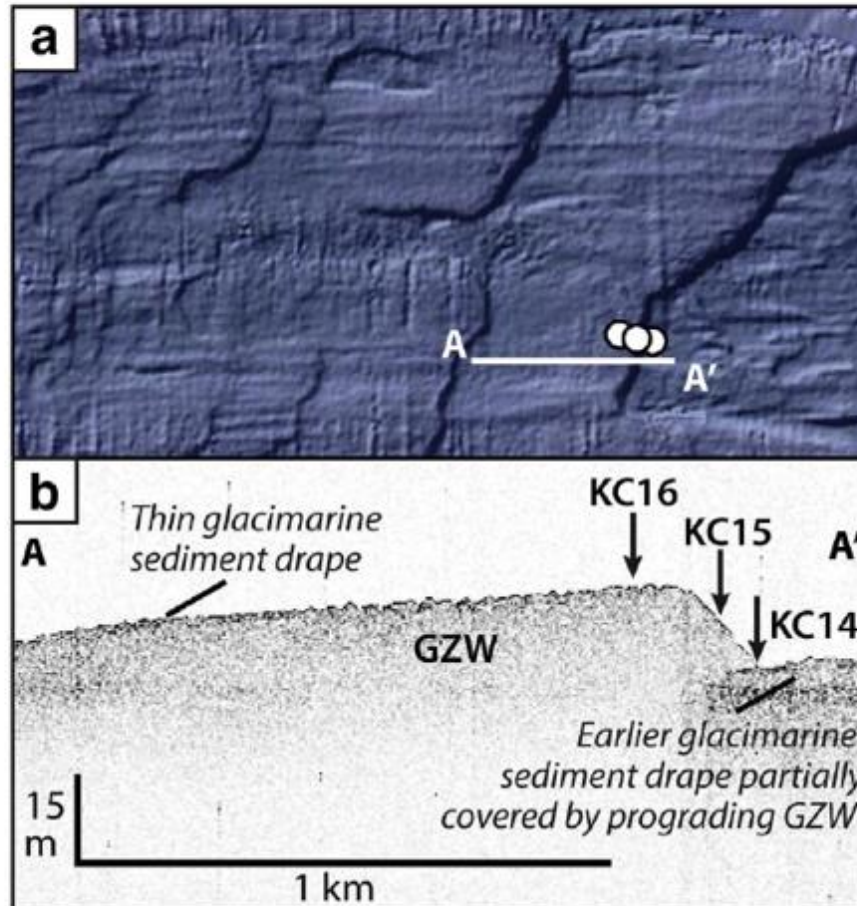 a
A
A'
b
Thin glacimarine
sediment drape
A
KC16
KC15
A'
KC14
GZW
Earlier glacimarine
sediment drape partially
covered by prograding GZW
15
m
1 km